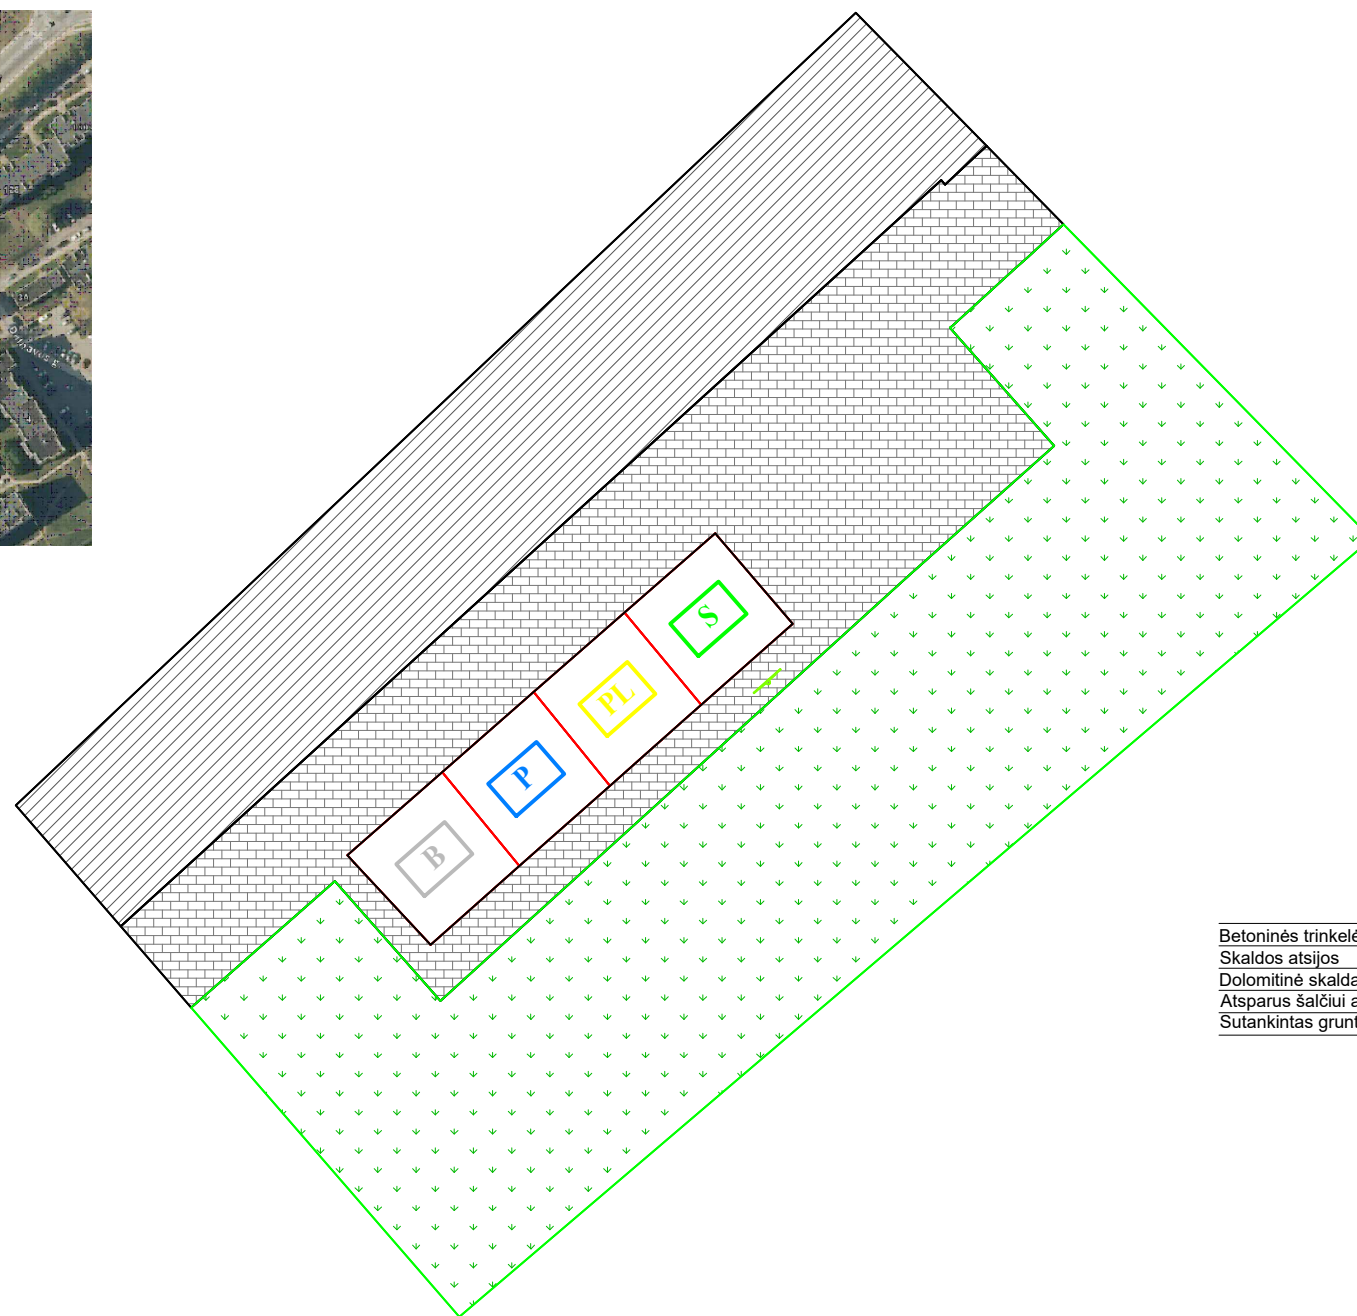 S
PL
P
B
Betoninės trinkelė
Skaldos atsijos
Dolomitinė skalda
Atsparus šalčiui a
Sutankintas grunt